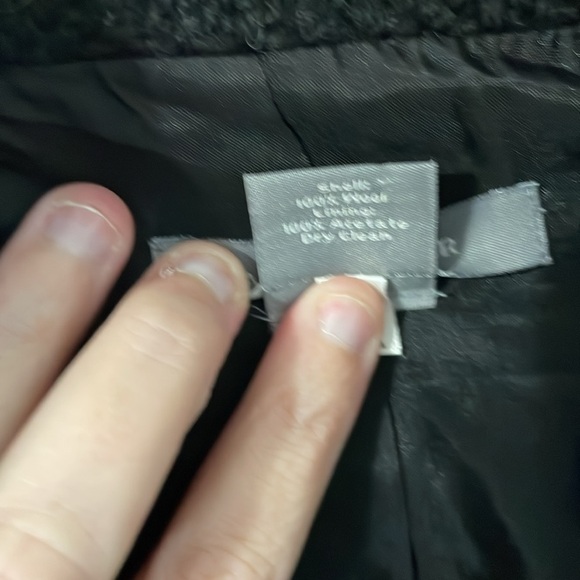 Shell:
100% Wool
Lining:
100% Acetate
Dry Clean
R